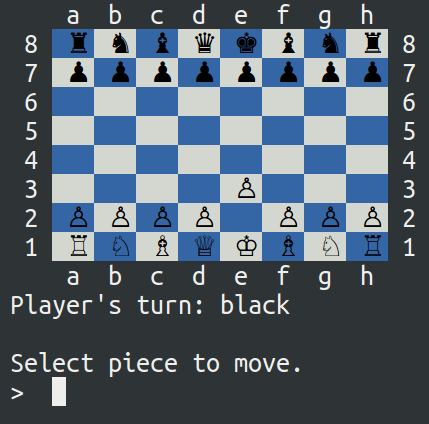 a b c d e f g h
8 ♜ ♞ ♝ ♛ ♚ ♝ ♞ ♜ 8
7 ♟ ♟ ♟ ♟ ♟ ♟ ♟ ♟ 7
6 6
5 5
4 4
3 ♙ 3
2 ♙ ♙ ♙ ♙ ♙ ♙ ♙ 2
1 ♖ ♘ ♗ ♕ ♔ ♗ ♘ ♖ 1
a b c d e f g h
Player's turn: black
Select piece to move.
>